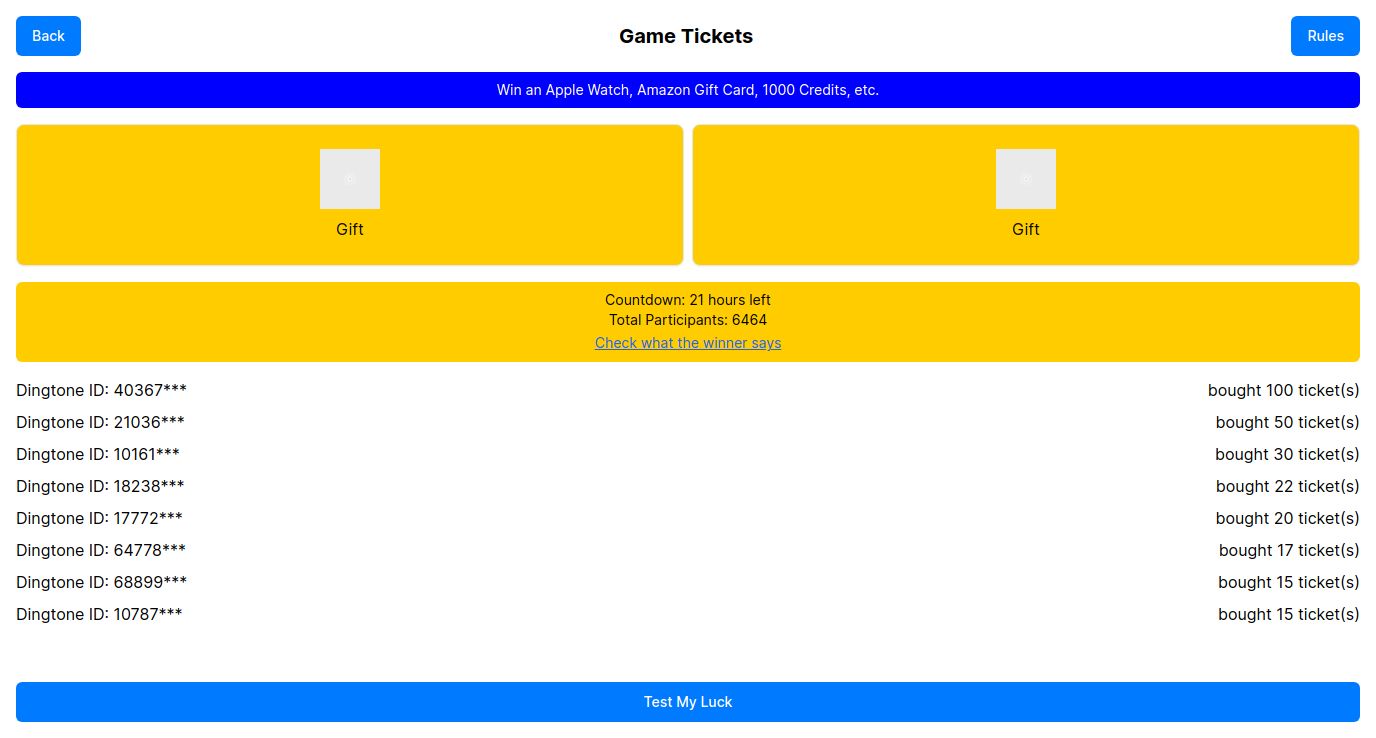 Back
Game Tickets
Rules
Win an Apple Watch, Amazon Gift Card, 1000 Credits, etc.
Gift
Gift
Countdown: 21 hours left
Total Participants: 6464
Check what the winner says
Dingtone ID: 40367*** bought 100 ticket(s)
Dingtone ID: 21036*** bought 50 ticket(s)
Dingtone ID: 10161*** bought 30 ticket(s)
Dingtone ID: 18238*** bought 22 ticket(s)
Dingtone ID: 17772*** bought 20 ticket(s)
Dingtone ID: 64778*** bought 17 ticket(s)
Dingtone ID: 68899*** bought 15 ticket(s)
Dingtone ID: 10787*** bought 15 ticket(s)
Test My Luck